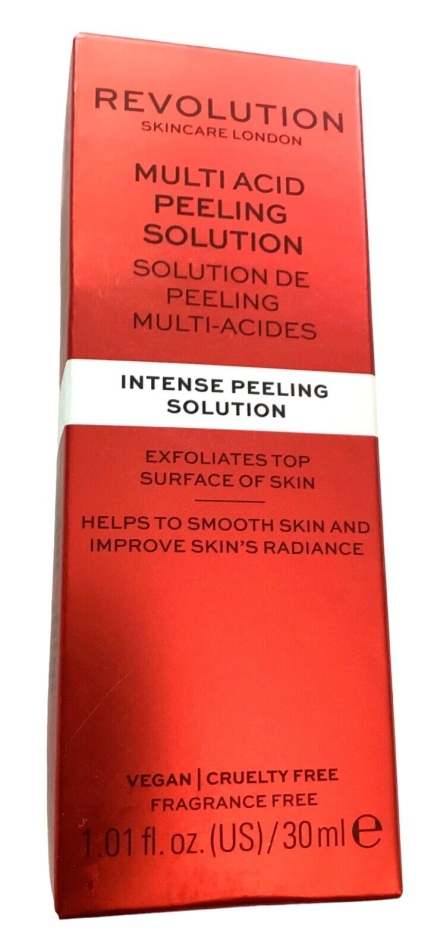 REVOLUTION
SKINCARE LONDON
MULTI ACID
PEELING
SOLUTION
SOLUTION DE
PEELING
MULTI-ACIDES
INTENSE PEELING
SOLUTION
EXFOLIATES TOP
SURFACE OF SKIN
HELPS TO SMOOTH SKIN AND
IMPROVE SKIN'S RADIANCE
VEGAN | CRUELTY FREE
FRAGRANCE FREE
1.01 fl. oz. (US) / 30 ml ℮